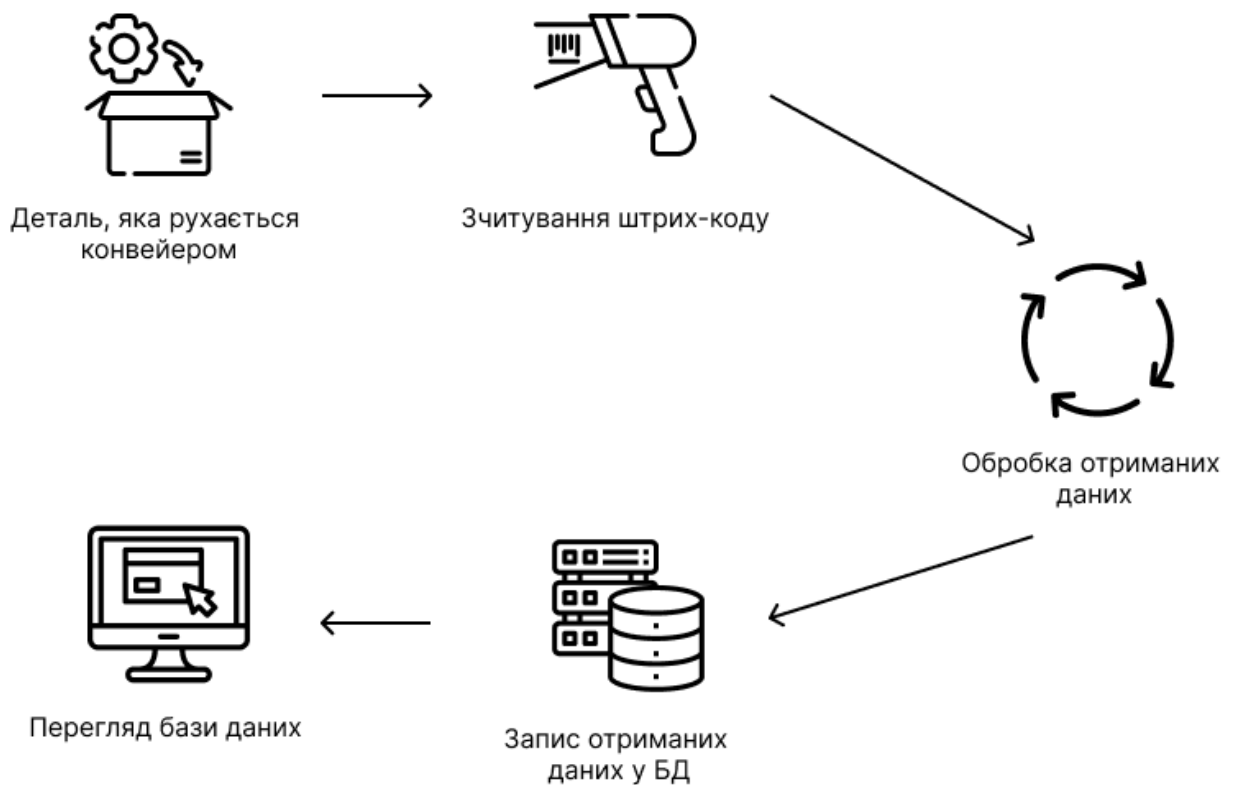 Деталь, яка рухається
конвейером
Зчитування штрих-коду
Обробка отриманих
даних
Запис отриманих
даних у БД
Перегляд бази даних